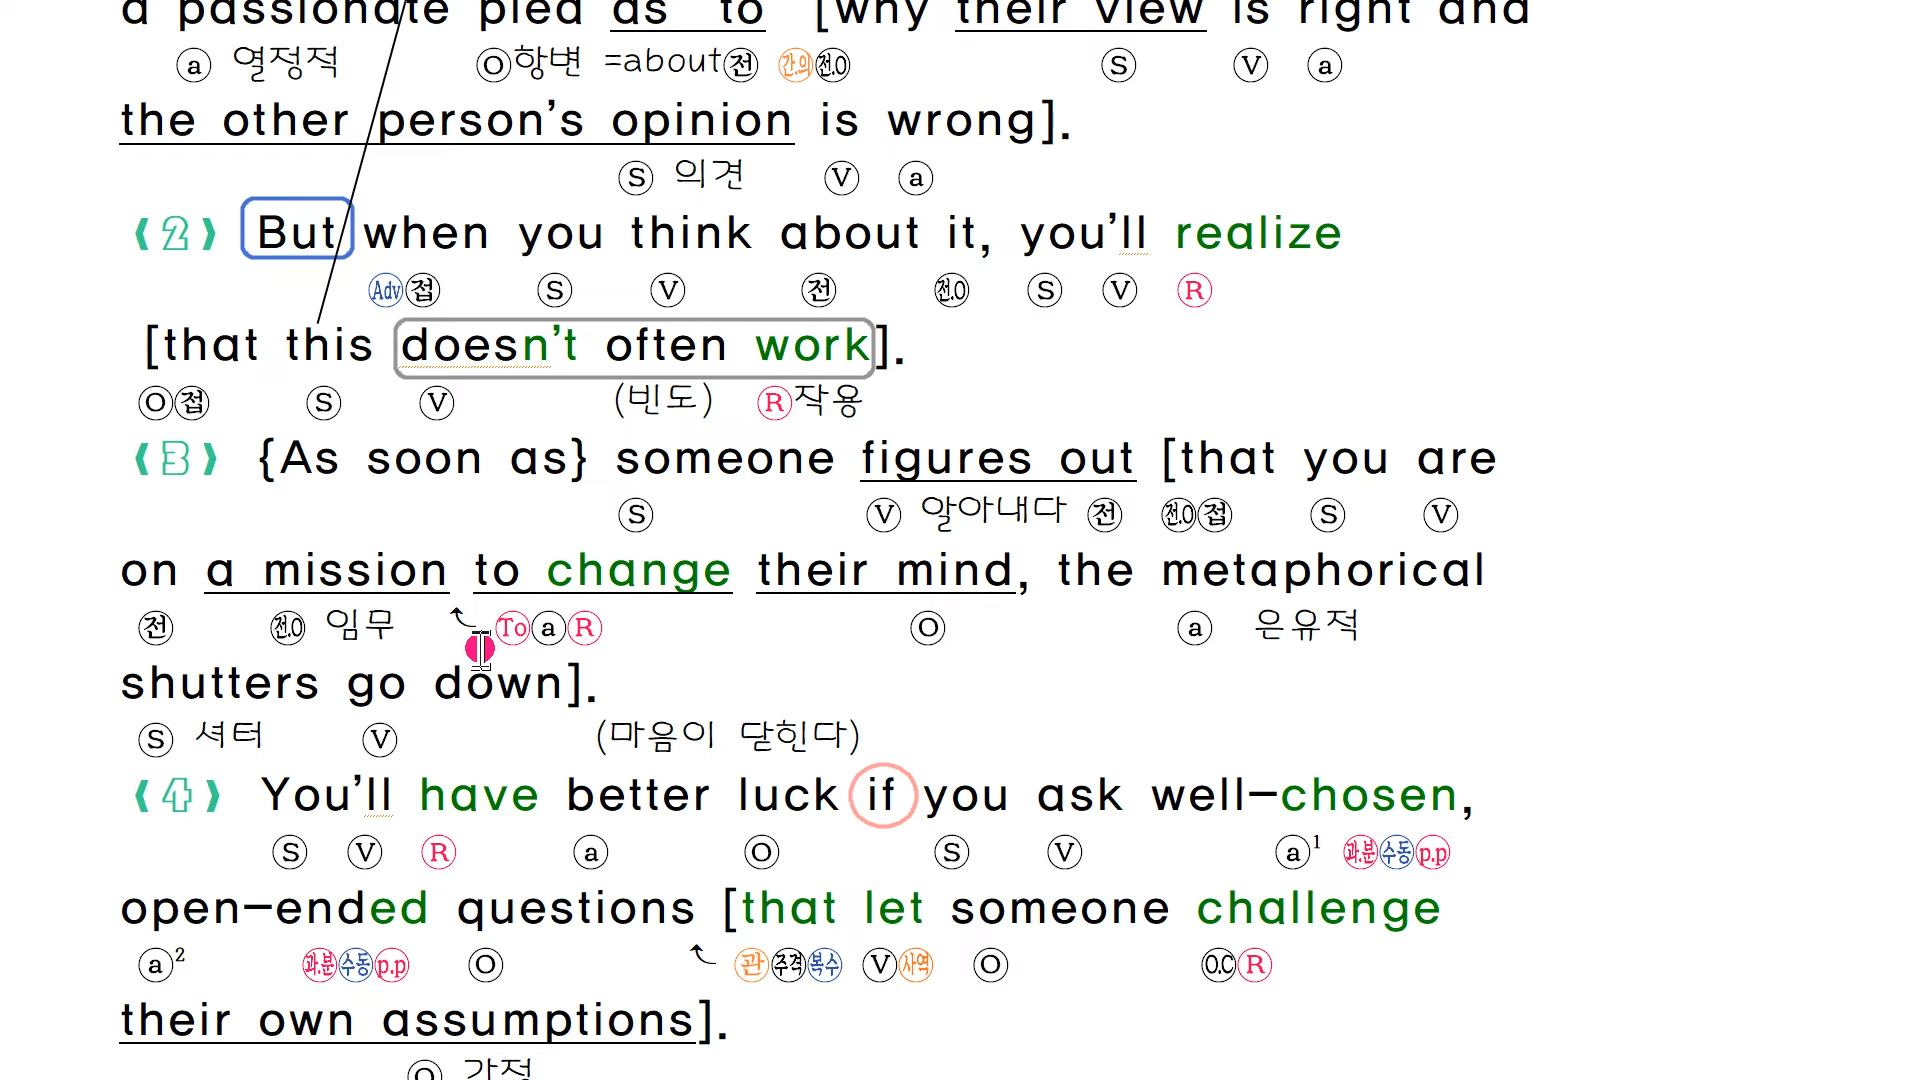 a passionate plea as to [why their view is right and
ⓐ 열정적 Ⓞ항변 =about전 간.의 전.O Ⓢ Ⓥ ⓐ
the other person's opinion is wrong].
Ⓢ 의견 Ⓥ ⓐ
❪2❫ But when you think about it, you'll realize
Adv 접 Ⓢ Ⓥ 전 전.O Ⓢ Ⓥ Ⓡ
[that this doesn't often work].
Ⓞ 접 Ⓢ Ⓥ (빈도) Ⓡ작용
❪3❫ {As soon as} someone figures out [that you are
Ⓢ Ⓥ 알아내다 전 전.O 접 Ⓢ Ⓥ
on a mission to change their mind, the metaphorical
전 전.O 임무 To ⓐ Ⓡ Ⓞ ⓐ 은유적
shutters go down].
Ⓢ 셔터 Ⓥ (마음이 닫힌다)
❪4❫ You'll have better luck if you ask well-chosen,
Ⓢ Ⓥ Ⓡ ⓐ Ⓞ Ⓢ Ⓥ ⓐ¹ 과.분 수동 p.p
open-ended questions [that let someone challenge
ⓐ² 과.분 수동 p.p Ⓞ 관 주격 복수 Ⓥ 사역 Ⓞ O.C Ⓡ
their own assumptions].
Ⓞ 가정